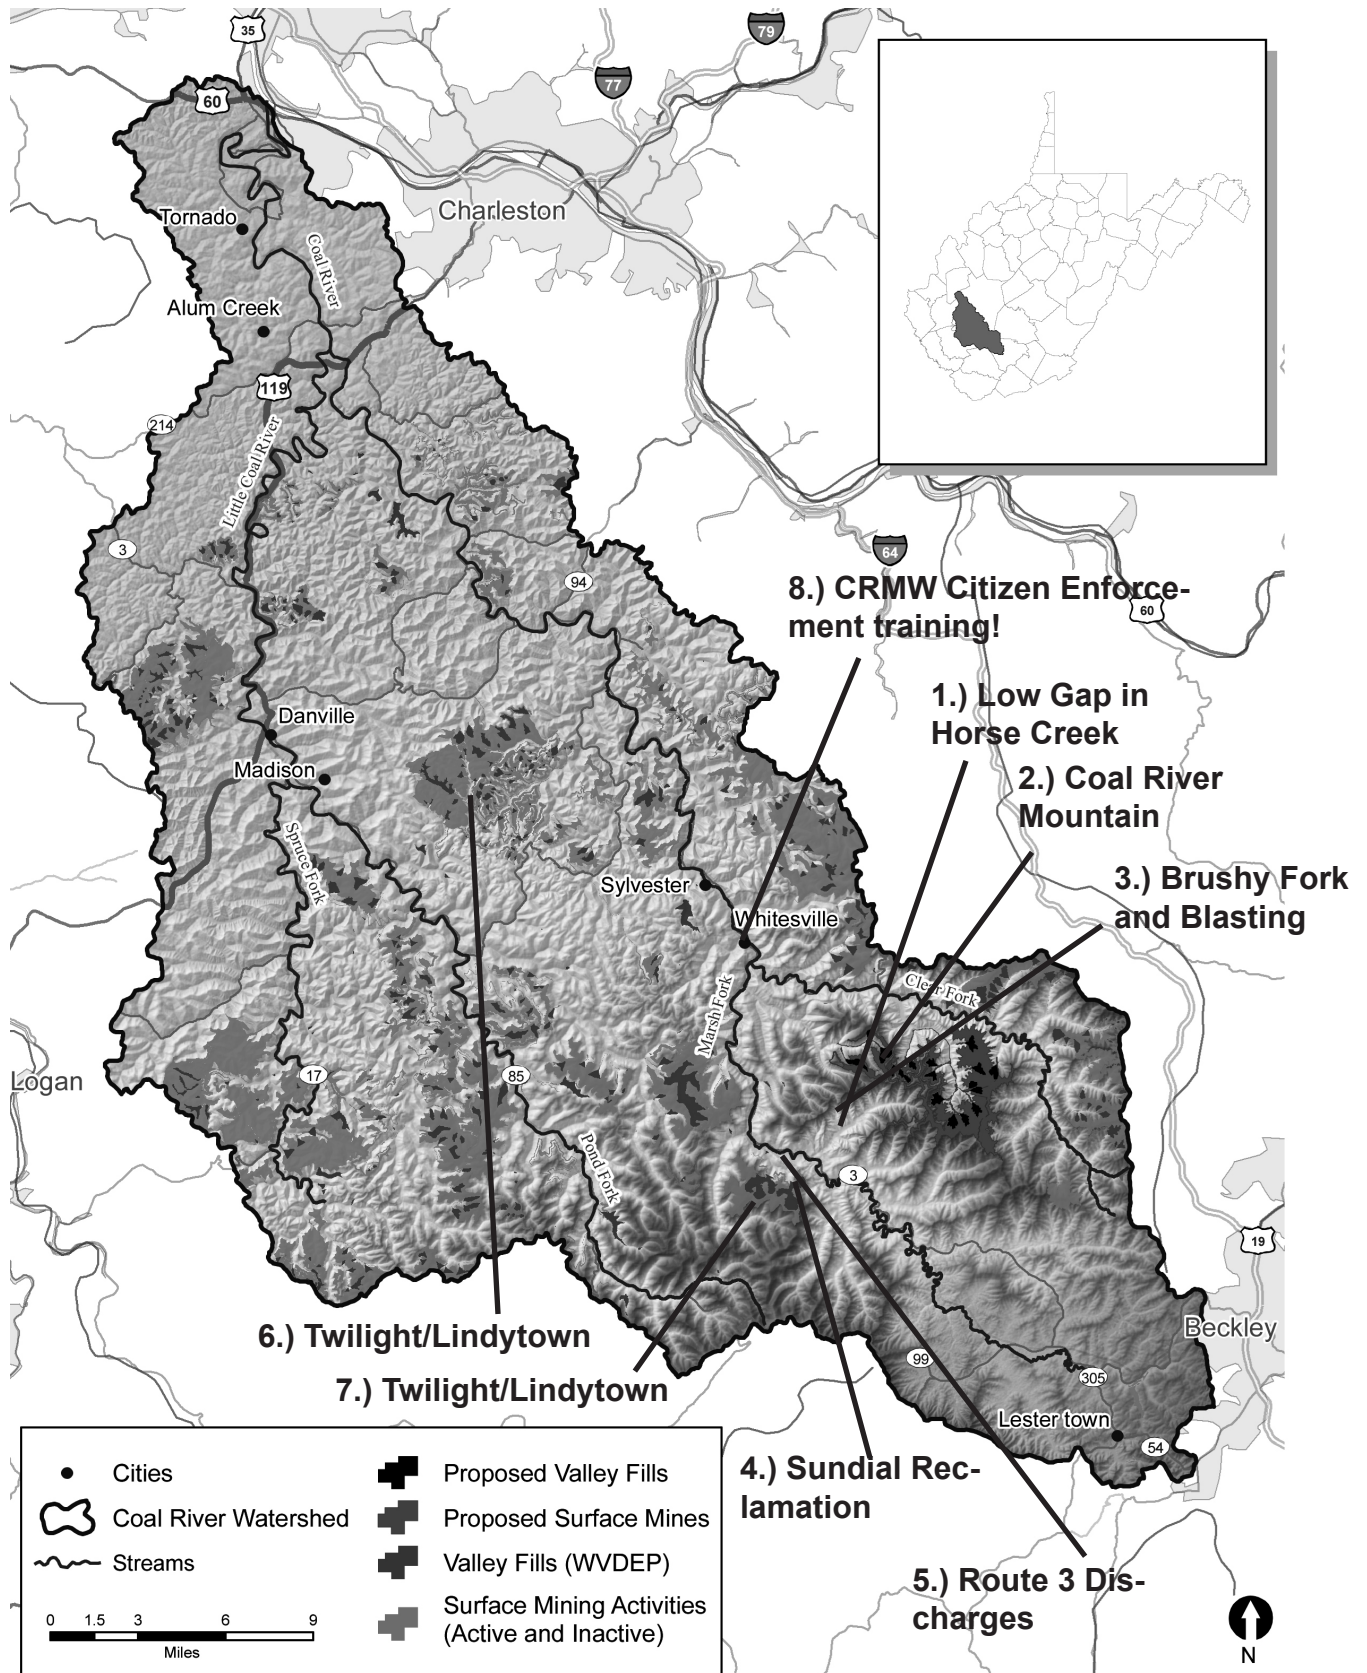 35
79
77
60
Charleston
Tornado
Coal River
Alum Creek
119
214
Little Coal River
3
94
64
8.) CRMW Citizen Enforce-
ment training!
60
1.) Low Gap in
Horse Creek
Danville
Madison
2.) Coal River
Mountain
Spruce Fork
Sylvester
3.) Brushy Fork
and Blasting
Whitesville
Clear Fork
Marsh Fork
Logan
17
85
Pond Fork
3
19
Beckley
6.) Twilight/Lindytown
7.) Twilight/Lindytown
99
305
Lester town
54
4.) Sundial Rec-
lamation
5.) Route 3 Dis-
charges
Cities
Coal River Watershed
Streams
0 1.5 3 6 9
Miles
Proposed Valley Fills
Proposed Surface Mines
Valley Fills (WVDEP)
Surface Mining Activities
(Active and Inactive)
N